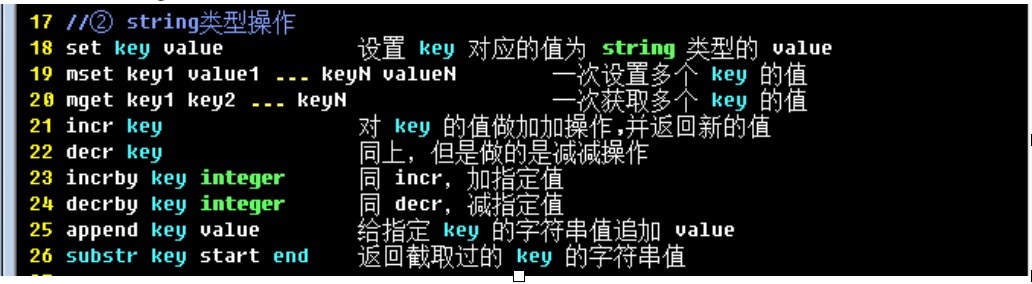 17 //② string类型操作
18 set key value 设置 key 对应的值为 string 类型的 value
19 mset key1 value1 ... keyN valueN 一次设置多个 key 的值
20 mget key1 key2 ... keyN 一次获取多个 key 的值
21 incr key 对 key 的值做加加操作,并返回新的值
22 decr key 同上，但是做的是减减操作
23 incrby key integer 同 incr，加指定值
24 decrby key integer 同 decr，减指定值
25 append key value 给指定 key 的字符串值追加 value
26 substr key start end 返回截取过的 key 的字符串值